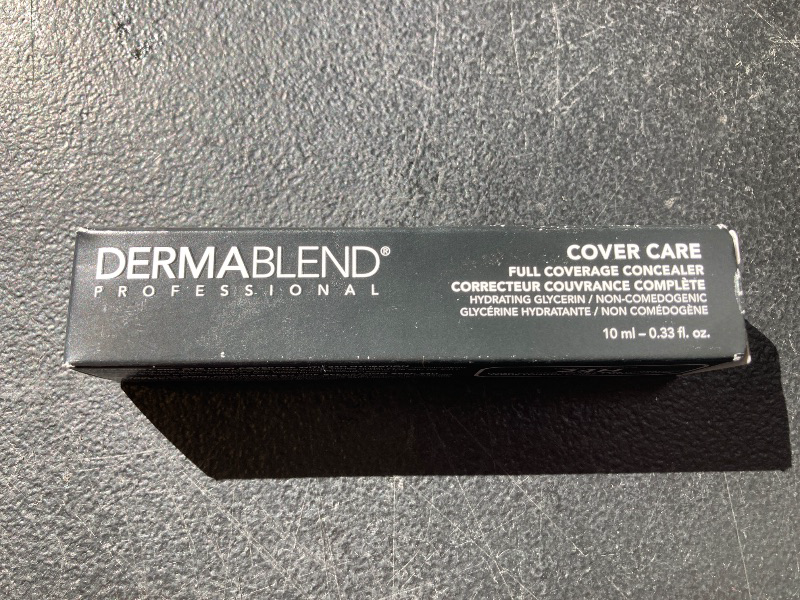 DERMABLEND®
PROFESSIONAL
COVER CARE
FULL COVERAGE CONCEALER
CORRECTEUR COUVRANCE COMPLÈTE
HYDRATING GLYCERIN / NON-COMEDOGENIC
GLYCÉRINE HYDRATANTE / NON COMÉDOGÈNE
10 ml – 0.33 fl. oz.